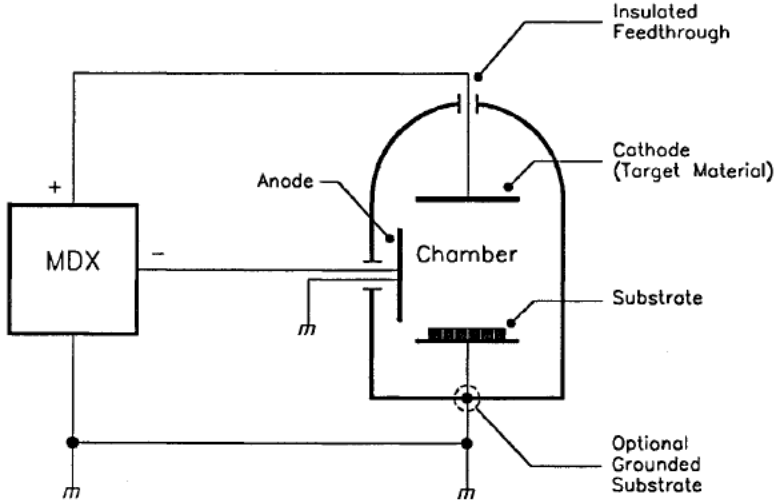 Insulated
Feedthrough
Cathode
(Target Material)
Anode
+
MDX
−
Chamber
Substrate
Optional
Grounded
Substrate